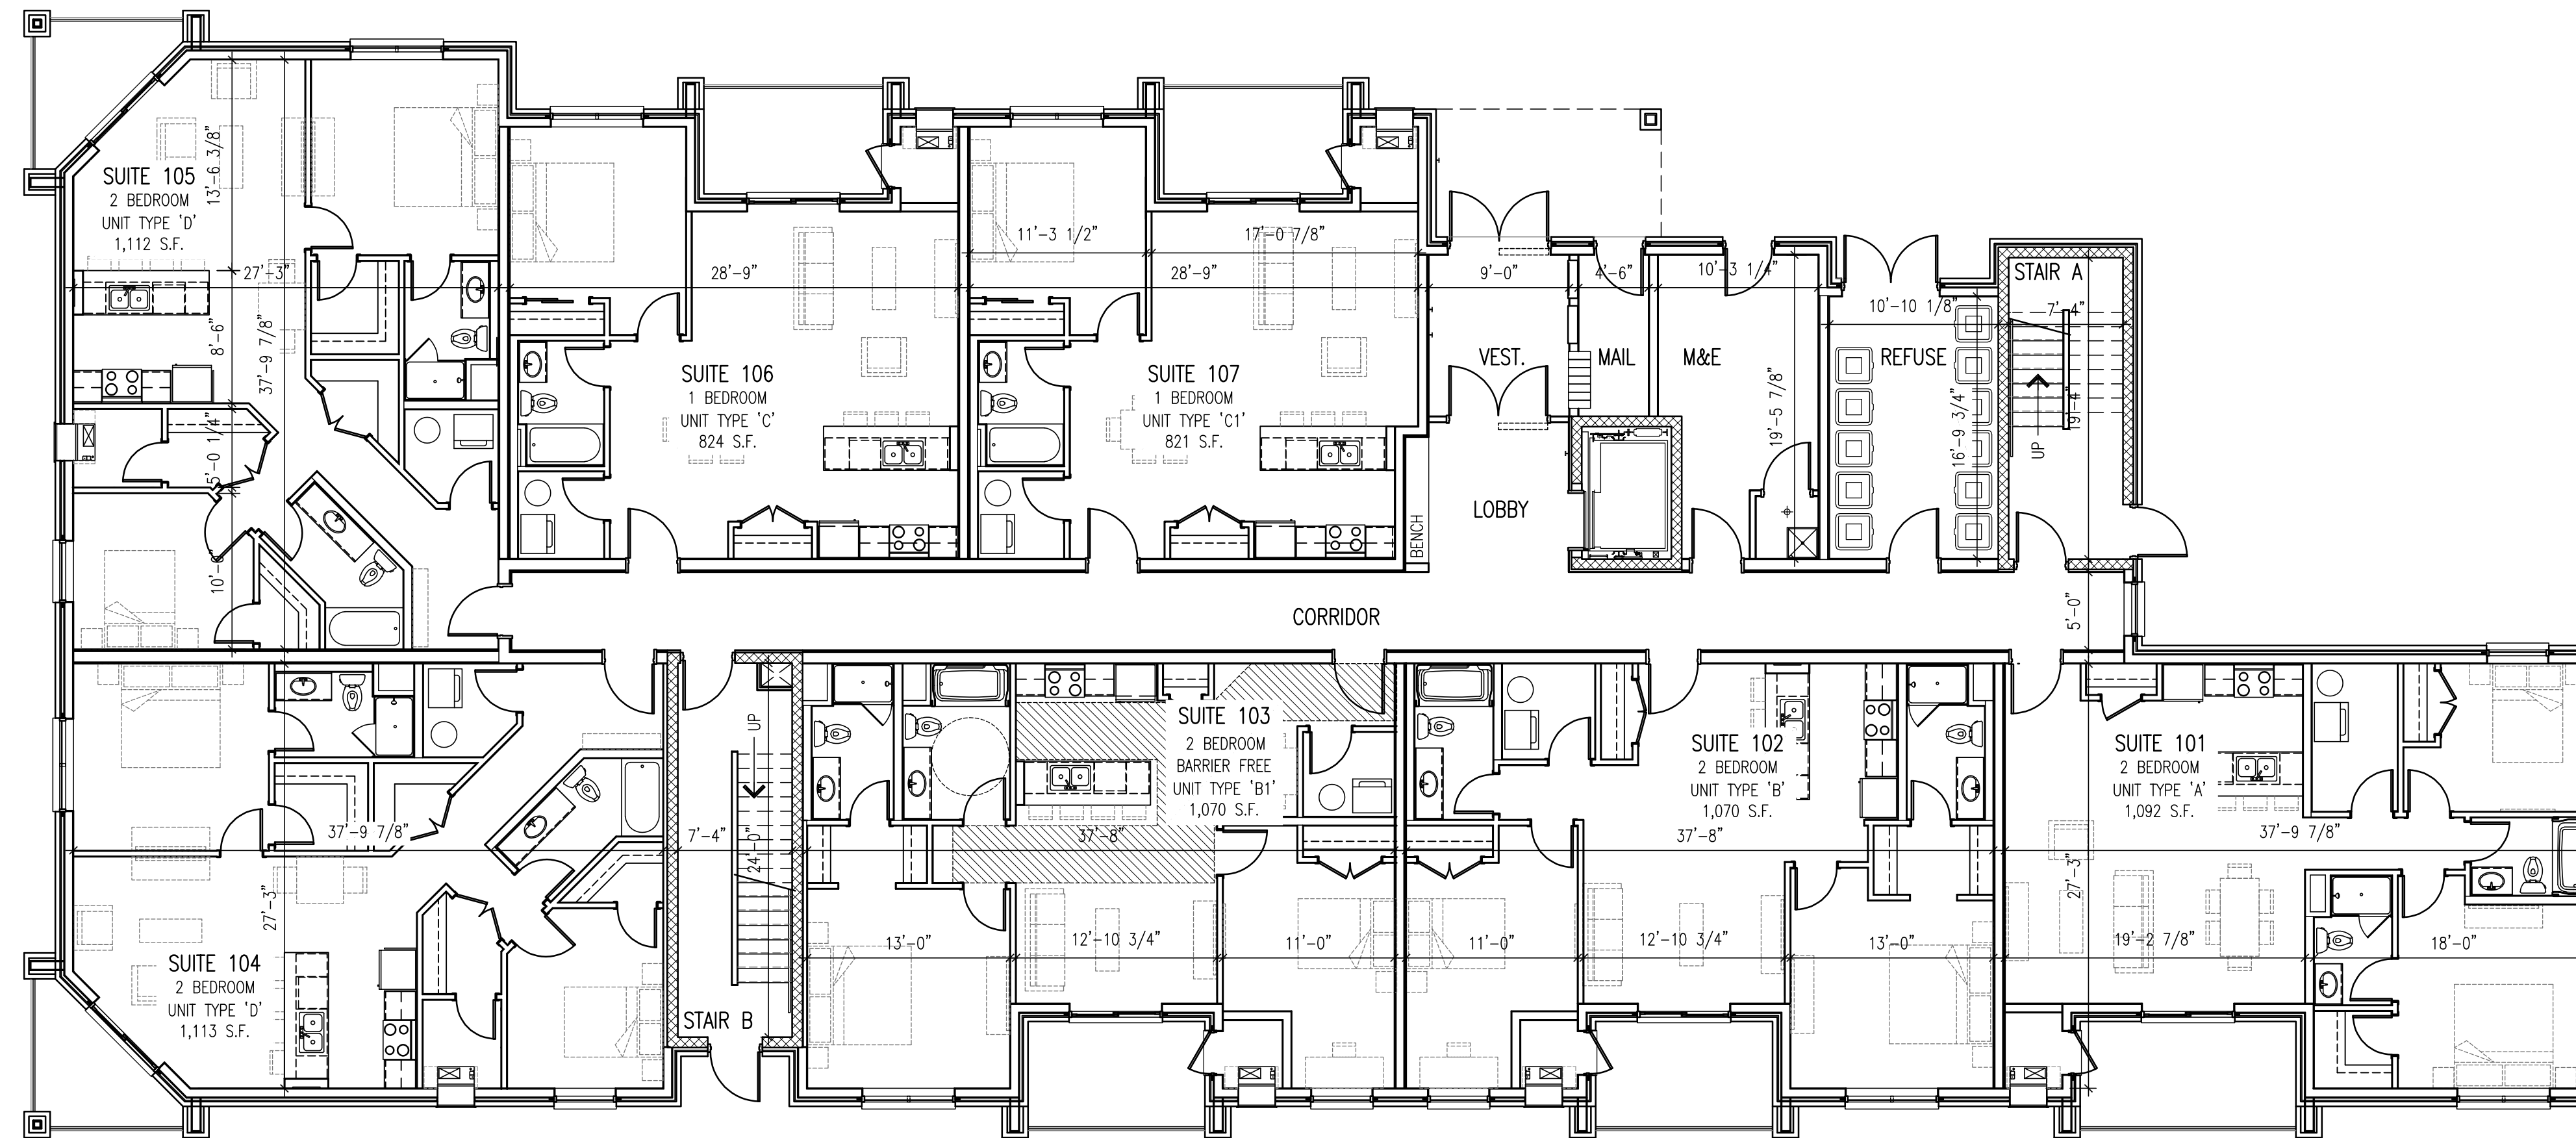 SUITE 105
2 BEDROOM
UNIT TYPE 'D'
1,112 S.F.
13'-6 3/8"
27'-3"
8'-6"
37'-9 7/8"
5'-0 1/4"
10'-0"
SUITE 106
1 BEDROOM
UNIT TYPE 'C'
824 S.F.
28'-9"
SUITE 107
1 BEDROOM
UNIT TYPE 'C1'
821 S.F.
11'-3 1/2"
17'-0 7/8"
28'-9"
9'-0"
4'-6"
10'-3 1/4"
VEST.
MAIL
M&E
19'-5 7/8"
LOBBY
BENCH
10'-10 1/8"
REFUSE
16'-9 3/4"
STAIR A
7'-4"
UP
19'-4"
CORRIDOR
5'-0"
37'-9 7/8"
27'-3"
SUITE 104
2 BEDROOM
UNIT TYPE 'D'
1,113 S.F.
UP
7'-4"
24'-0"
STAIR B
SUITE 103
2 BEDROOM
BARRIER FREE
UNIT TYPE 'B1'
1,070 S.F.
37'-8"
13'-0"
12'-10 3/4"
11'-0"
SUITE 102
2 BEDROOM
UNIT TYPE 'B'
1,070 S.F.
37'-8"
11'-0"
12'-10 3/4"
13'-0"
SUITE 101
2 BEDROOM
UNIT TYPE 'A'
1,092 S.F.
37'-9 7/8"
27'-3"
19'-2 7/8"
18'-0"